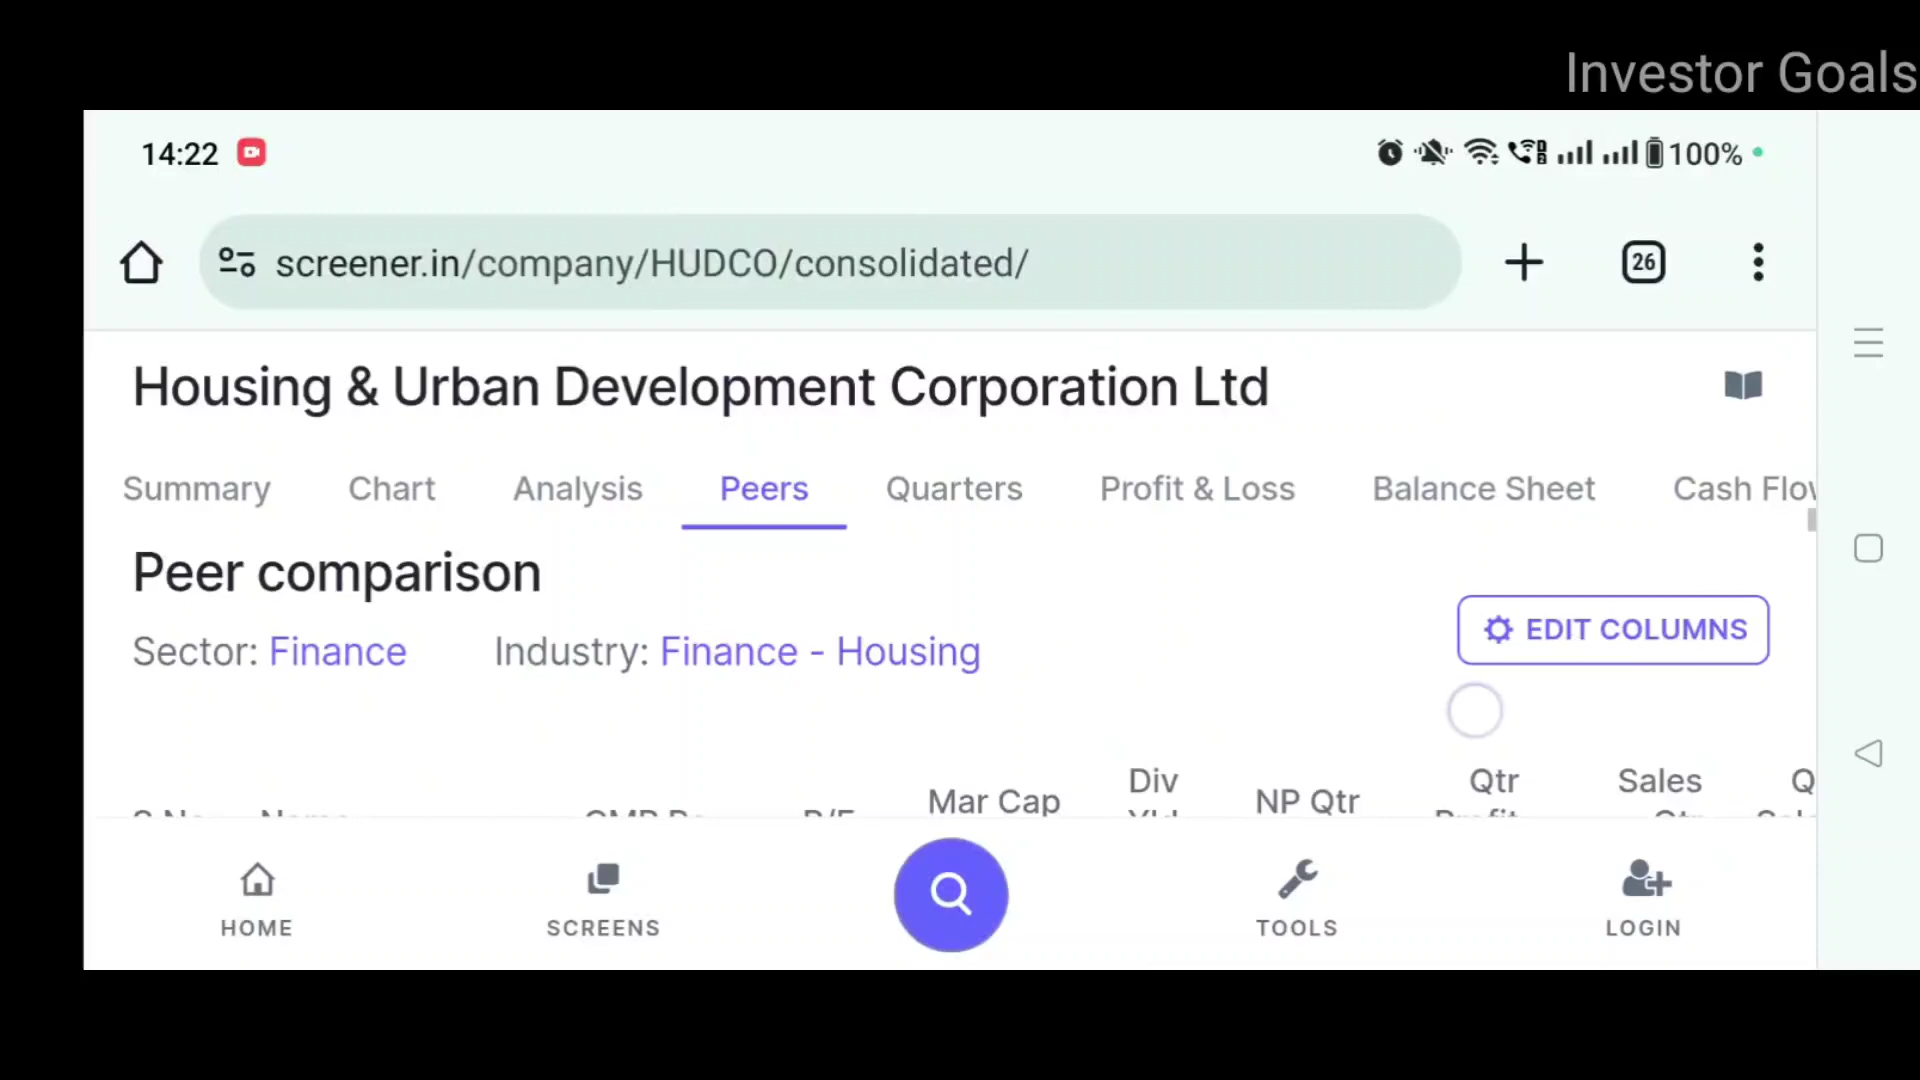 Investor Goals
14:22
100%
screener.in/company/HUDCO/consolidated/
26
Housing & Urban Development Corporation Ltd
Summary Chart Analysis Peers Quarters Profit & Loss Balance Sheet Cash Flow
Peer comparison
EDIT COLUMNS
Sector: Finance Industry: Finance - Housing
Mar Cap Div NP Qtr Qtr Sales Q
HOME SCREENS TOOLS LOGIN